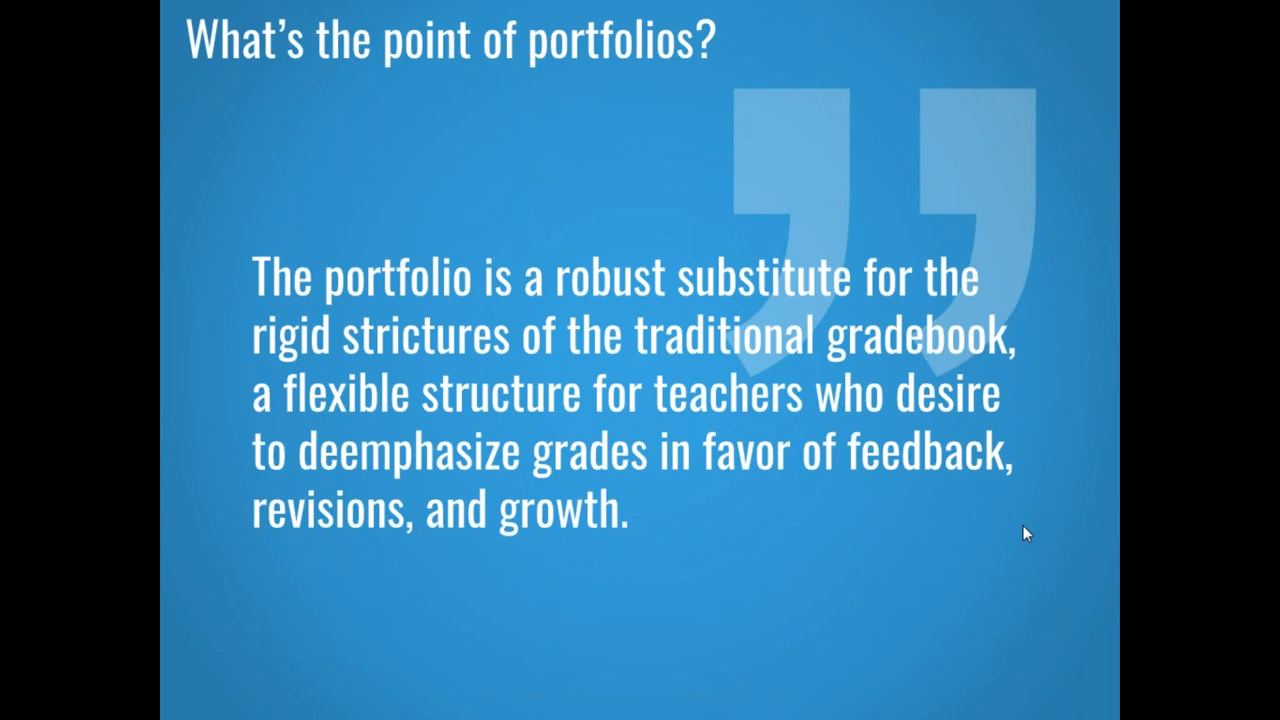 What’s the point of portfolios?
The portfolio is a robust substitute for the
rigid strictures of the traditional gradebook,
a flexible structure for teachers who desire
to deemphasize grades in favor of feedback,
revisions, and growth.